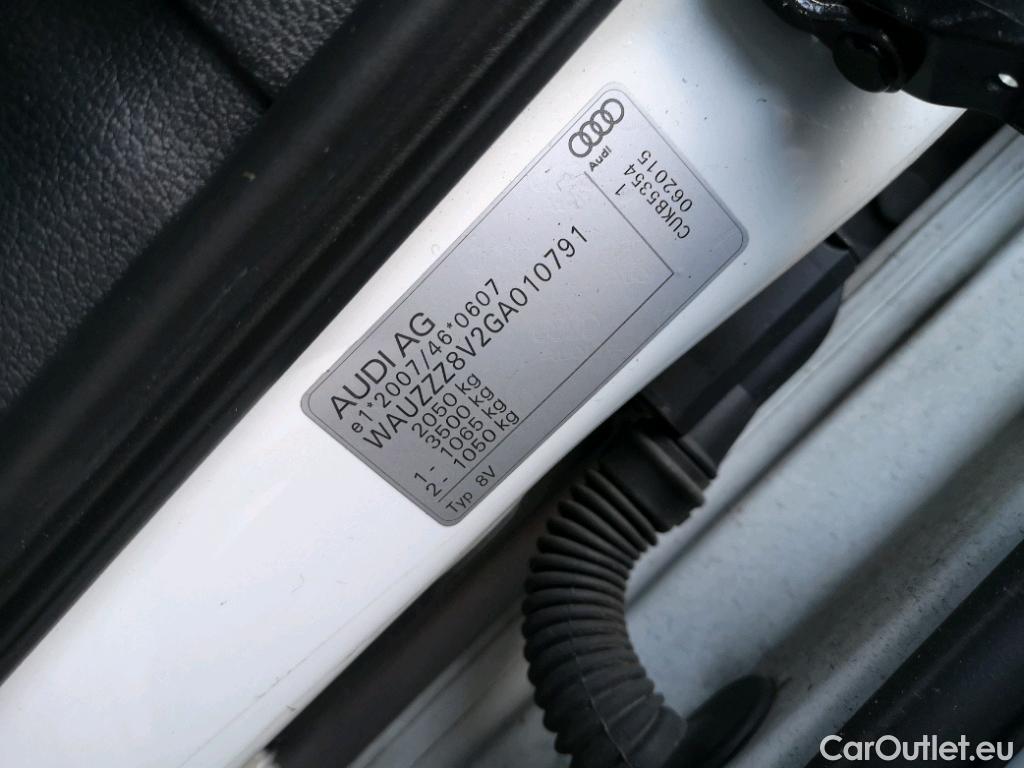 AUDI AG
e1*2007/46*0607
WAUZZZ8V2GA010791
2050 kg
3500 kg
1- 1065 kg
2- 1050 kg
Typ 8V
Audi
1
CUKB5354
062015
CarOutlet.eu